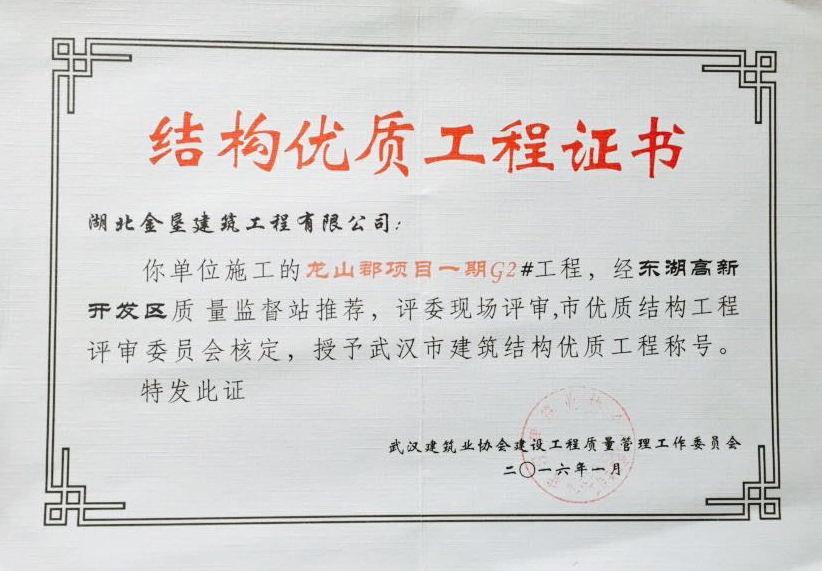 结构优质工程证书
湖北金垦建筑工程有限公司:
你单位施工的龙山郡项目一期G2#工程，经东湖高新
开发区质量监督站推荐，评委现场评审,市优质结构工程
评审委员会核定，授予武汉市建筑结构优质工程称号。
特发此证
武汉建筑业协会建设工程质量管理工作委员会
二〇一六年一月